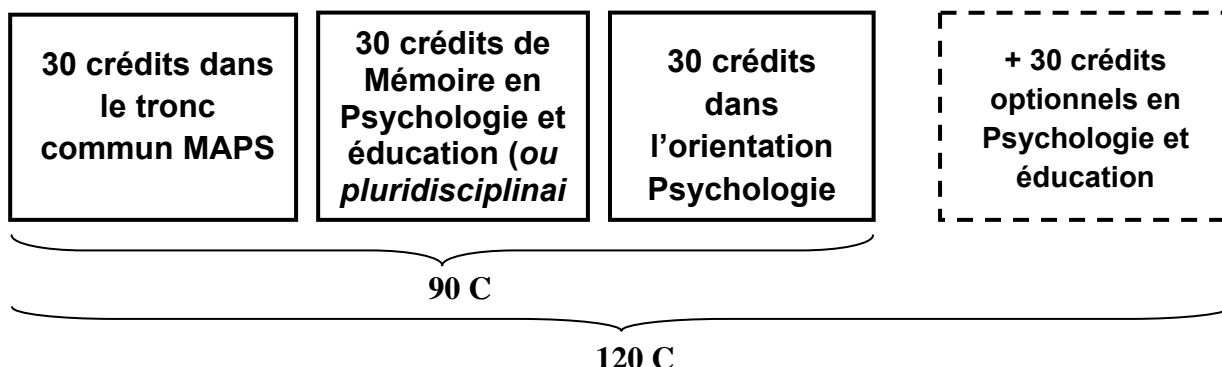 30 crédits dans
le tronc
commun MAPS
30 crédits de
Mémoire en
Psychologie et
éducation (ou
pluridisciplinai
30 crédits
dans
l’orientation
Psychologie
+ 30 crédits
optionnels en
Psychologie et
éducation
90 C
120 C